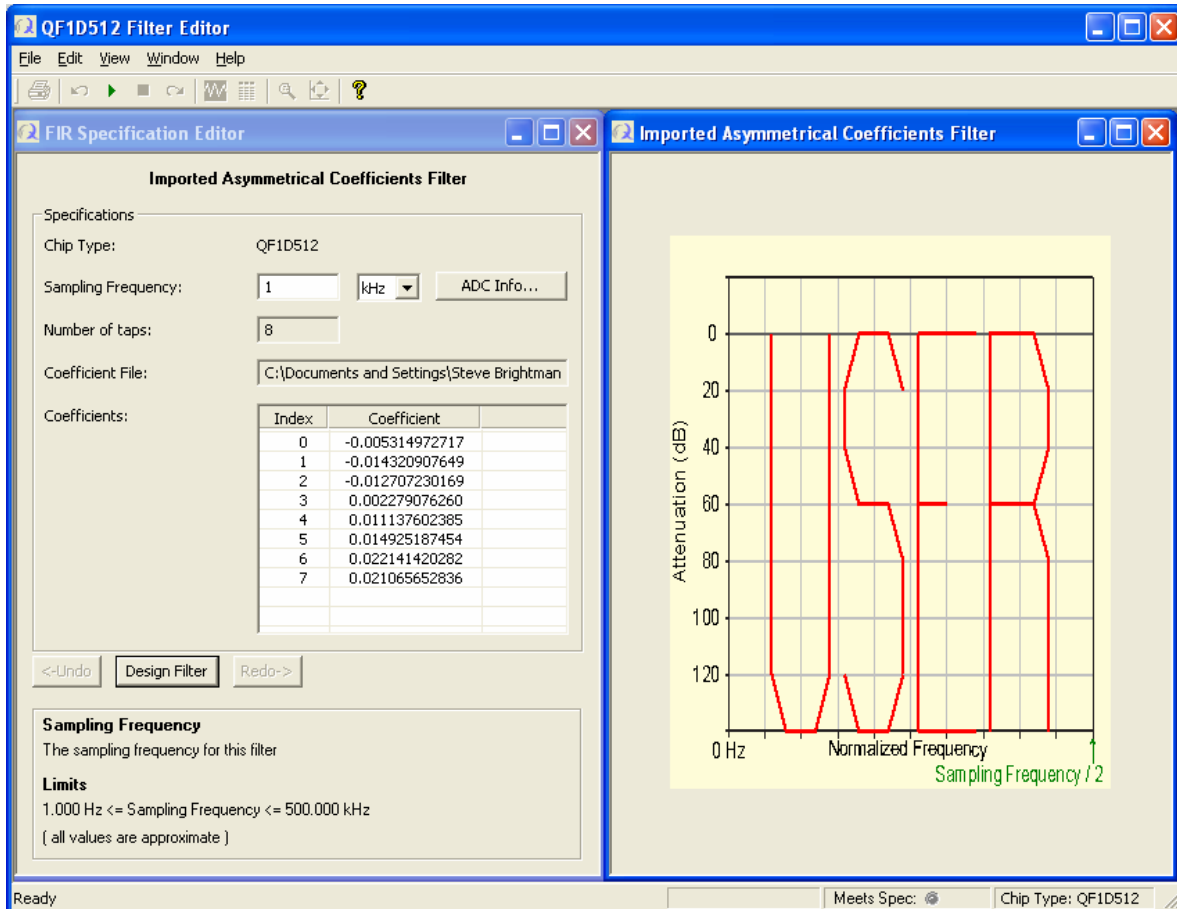 QF1D512 Filter Editor
File Edit View Window Help
FIR Specification Editor
Imported Asymmetrical Coefficients Filter
Specifications
Chip Type: QF1D512
Sampling Frequency: 1 kHz ADC Info...
Number of taps: 8
Coefficient File: C:\Documents and Settings\Steve Brightman
Coefficients:
Index Coefficient
0 -0.005314972717
1 -0.014320907649
2 -0.012707230169
3 0.002279076260
4 0.011137602385
5 0.014925187454
6 0.022141420282
7 0.021065652836
<-Undo Design Filter Redo->
Sampling Frequency
The sampling frequency for this filter
Limits
1.000 Hz <= Sampling Frequency <= 500.000 kHz
( all values are approximate )
Imported Asymmetrical Coefficients Filter
Attenuation (dB)
0
20
40
60
80
100
120
USER
0 Hz Normalized Frequency
Sampling Frequency / 2
Ready Meets Spec: Chip Type: QF1D512